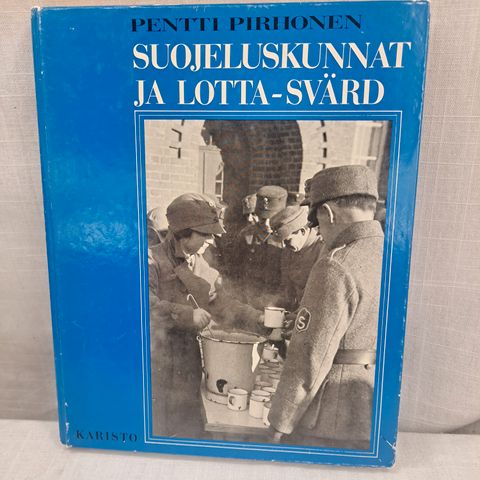 PENTTI PIRHONEN
SUOJELUSKUNNAT
JA LOTTA-SVÄRD
S
KARISTO